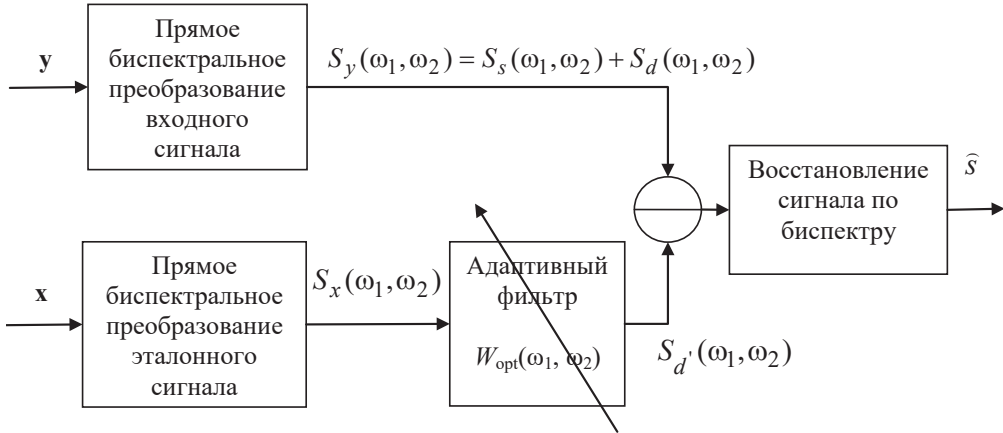 y
Прямое
биспектральное
преобразование
входного
сигнала
S_y(ω₁,ω₂) = S_s(ω₁,ω₂) + S_d(ω₁,ω₂)
Восстановление
сигнала по
биспектру
ŝ
x
Прямое
биспектральное
преобразование
эталонного
сигнала
S_x(ω₁,ω₂)
Адаптивный
фильтр
W_opt(ω₁, ω₂)
S_d'(ω₁,ω₂)